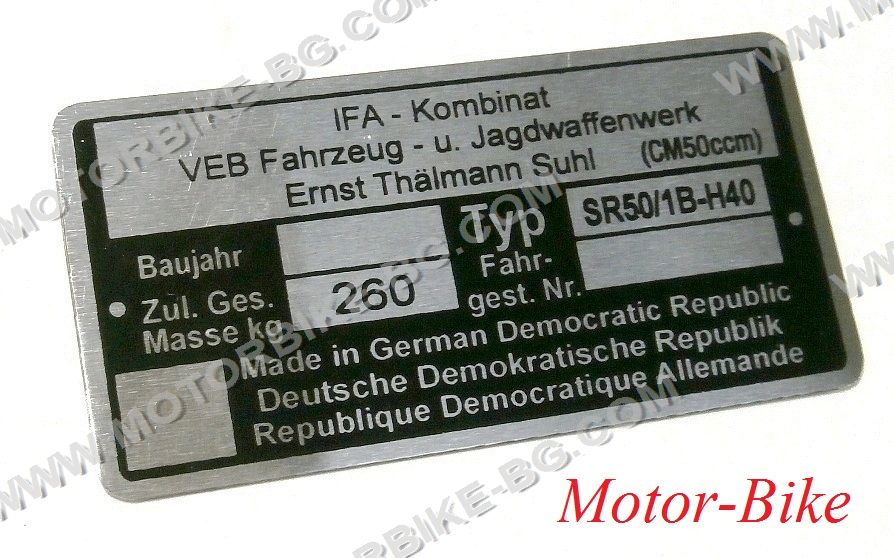 IFA - Kombinat
VEB Fahrzeug - u. Jagdwaffenwerk
Ernst Thälmann Suhl (CM50ccm)
Baujahr
Typ SR50/1B-H40
Zul. Ges.
Masse kg 260
Fahr-
gest. Nr.
Made in German Democratic Republic
Deutsche Demokratische Republik
Republique Democratique Allemande
Motor-Bike
WWW.MOTORBIKE-BG.COM